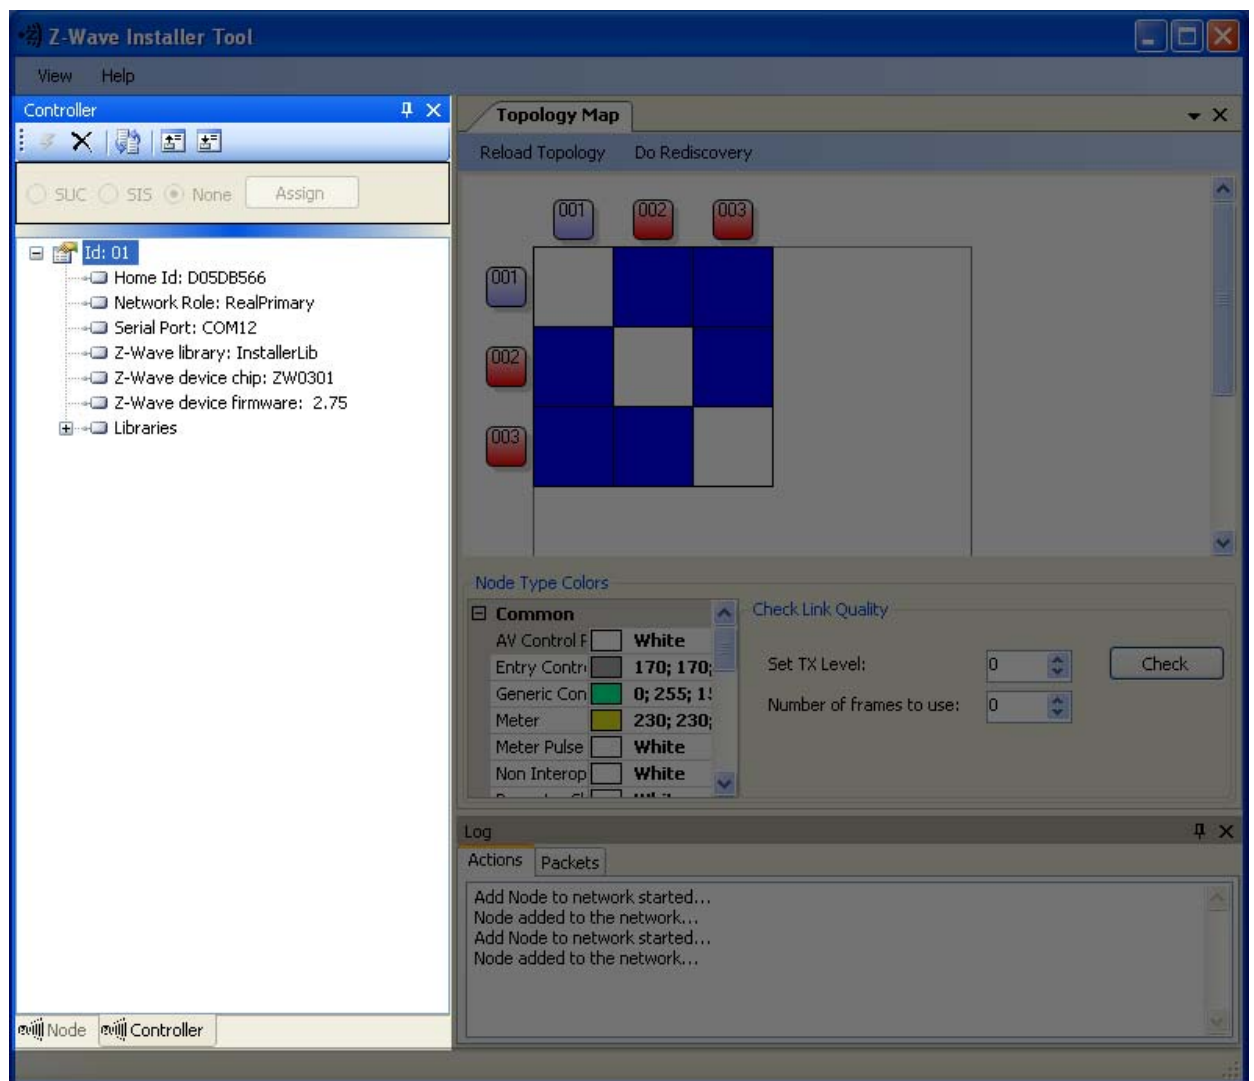 Z-Wave Installer Tool
View Help
Controller
SUC SIS None Assign
Id: 01
Home Id: D05DB566
Network Role: RealPrimary
Serial Port: COM12
Z-Wave library: InstallerLib
Z-Wave device chip: ZW0301
Z-Wave device firmware: 2.75
Libraries
Node Controller
Topology Map
Reload Topology Do Rediscovery
001 002 003
001
002
003
Node Type Colors
Common
AV Control F White
Entry Contr 170; 170;
Generic Con 0; 255; 1
Meter 230; 230;
Meter Pulse White
Non Interop White
Check Link Quality
Set TX Level: 0 Check
Number of frames to use: 0
Log
Actions Packets
Add Node to network started...
Node added to the network...
Add Node to network started...
Node added to the network...